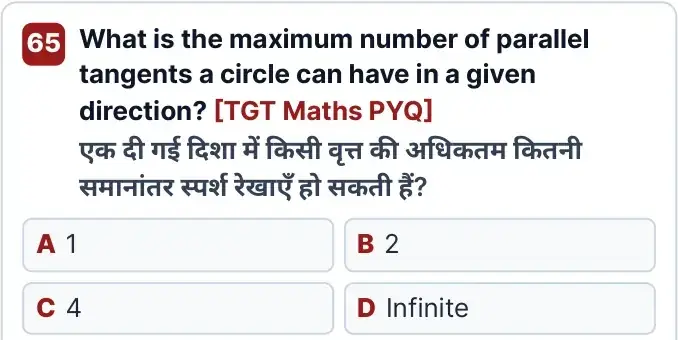 65 What is the maximum number of parallel
tangents a circle can have in a given
direction? [TGT Maths PYQ]
एक दी गई दिशा में किसी वृत्त की अधिकतम कितनी
समानांतर स्पर्श रेखाएँ हो सकती हैं?
A 1
B 2
C 4
D Infinite